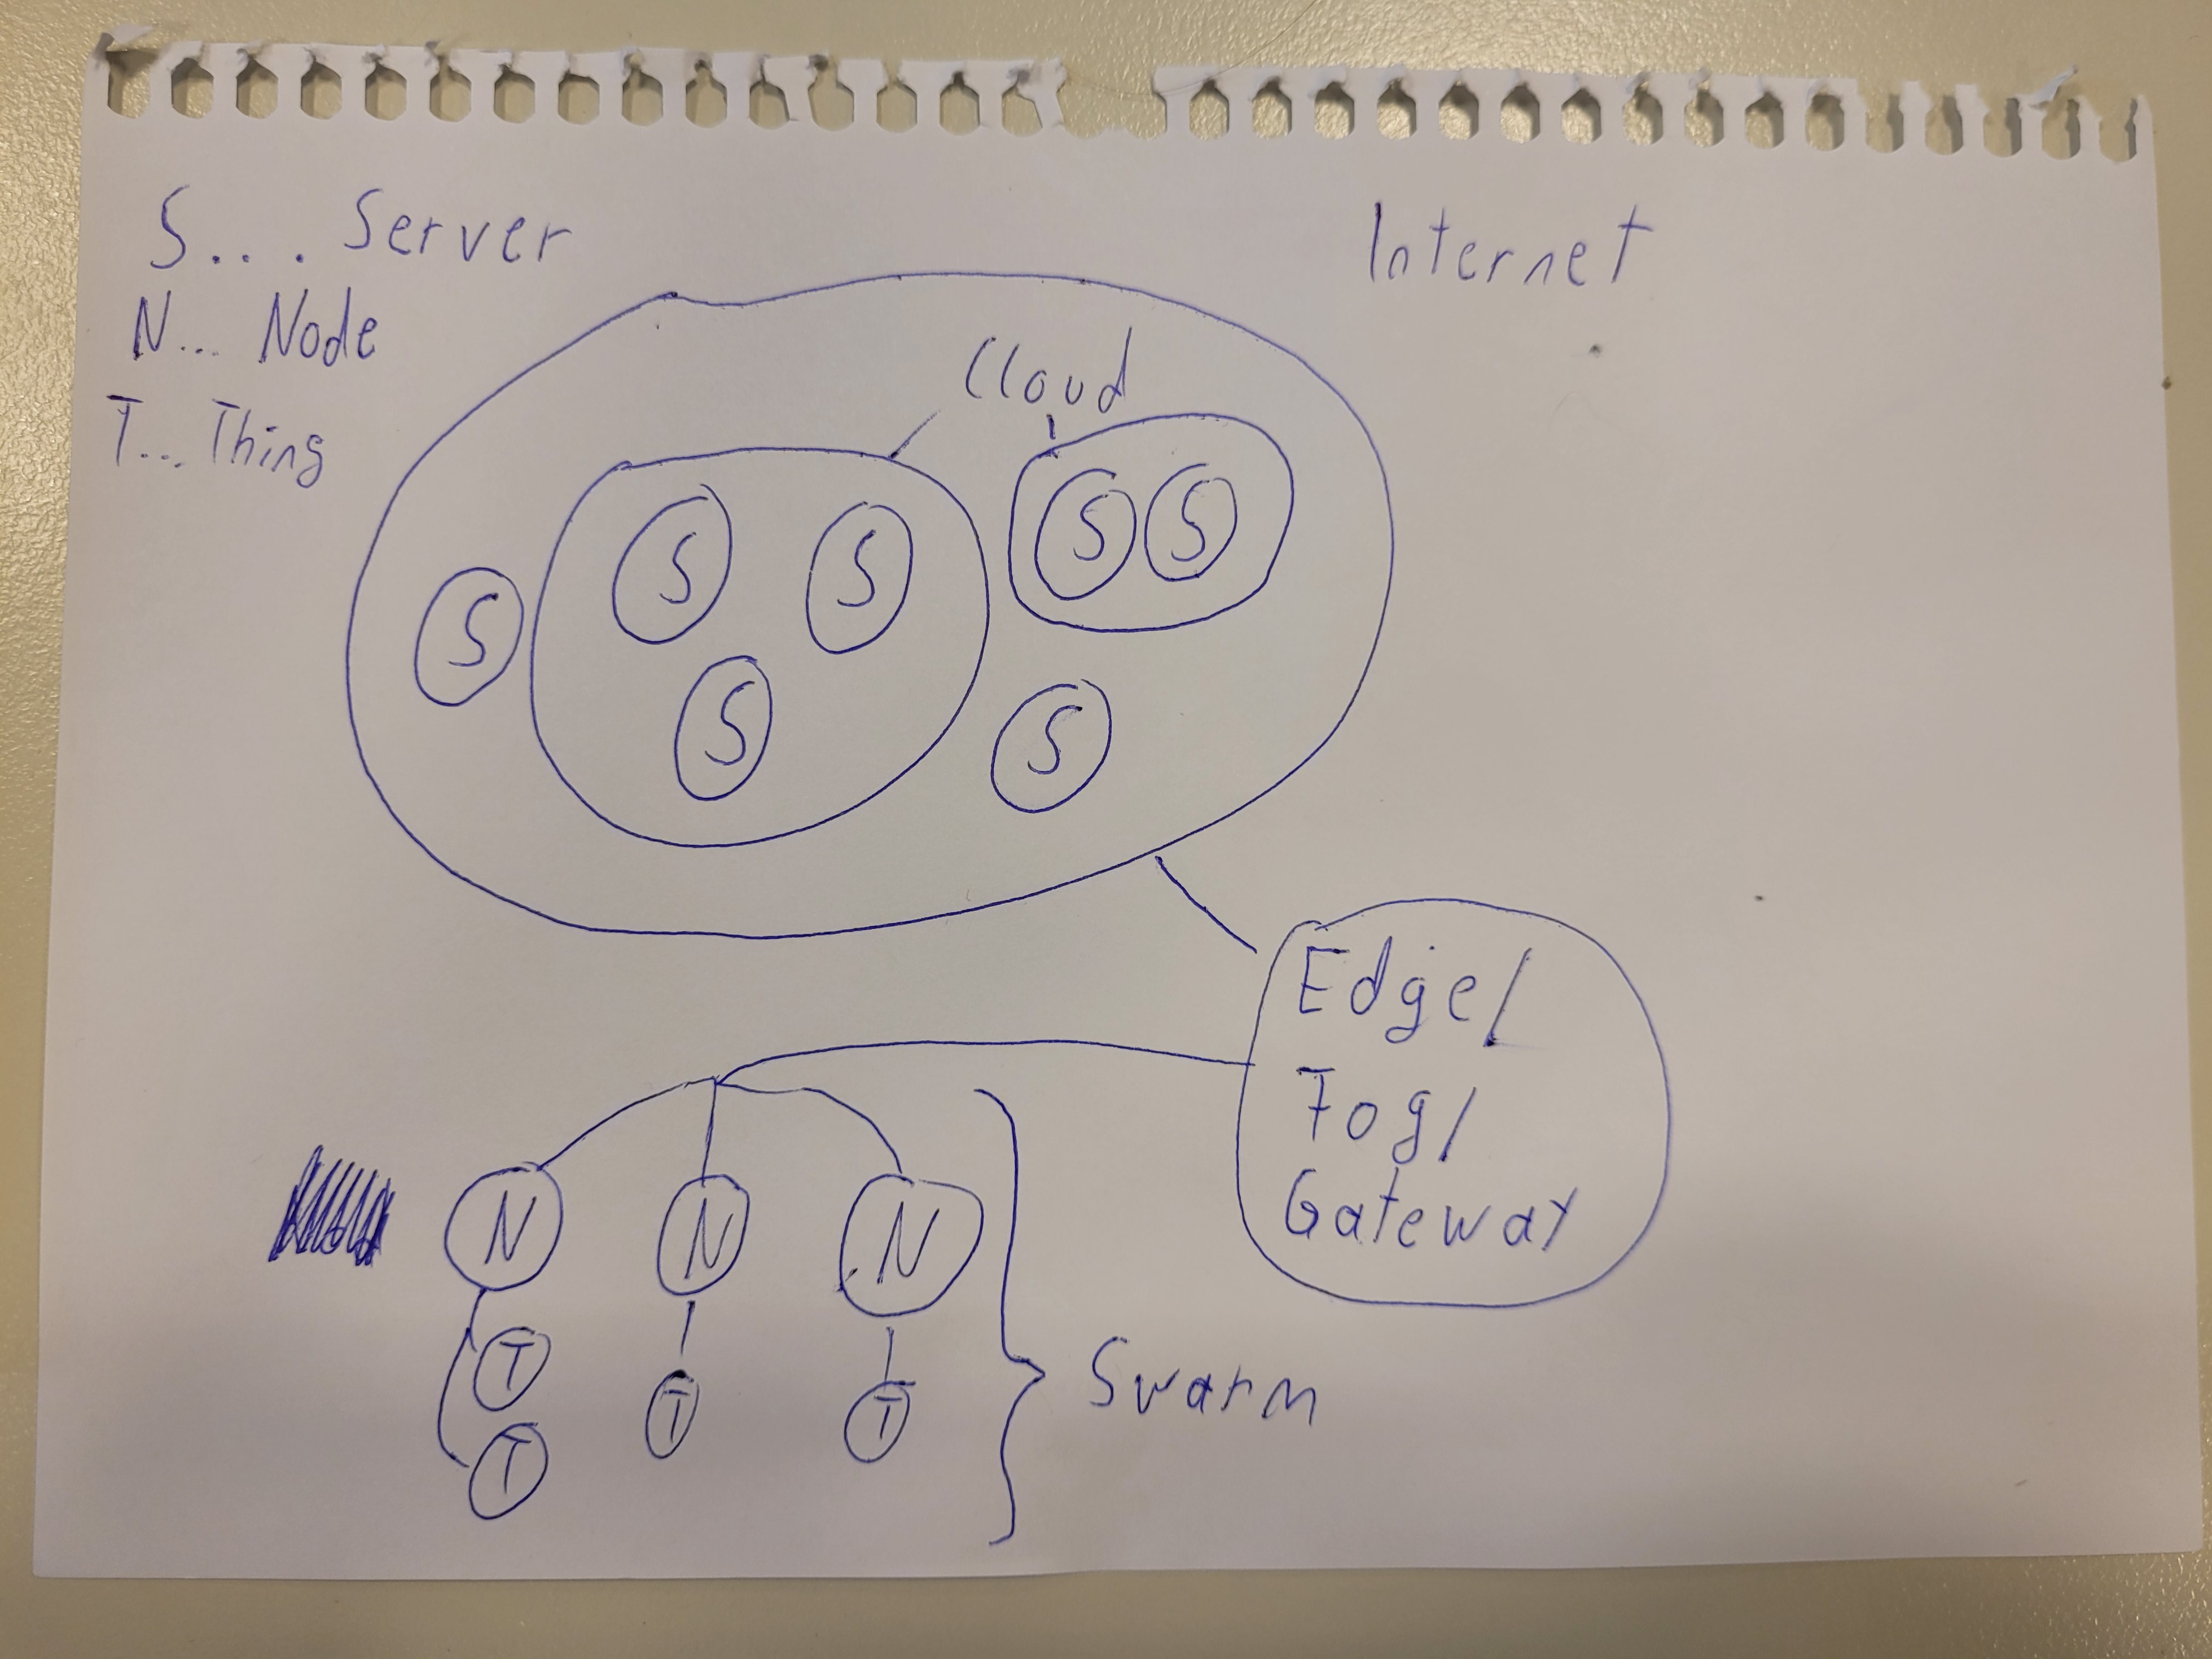 S.... Server
Internet
N... Node
T... Thing
Cloud
S
S
S
S
S
S
S
Edge/
Fog/
Gateway
N
N
N
T
T
T
T
Swarm